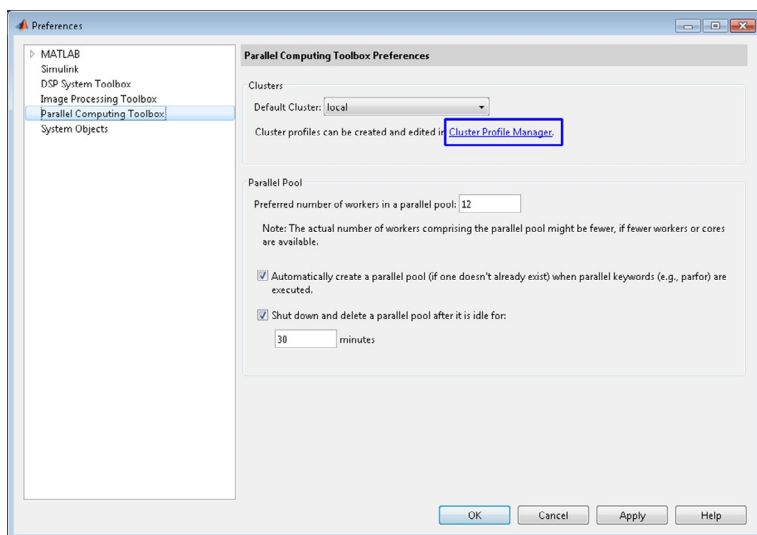 Preferences
MATLAB
Simulink
DSP System Toolbox
Image Processing Toolbox
Parallel Computing Toolbox
System Objects
Parallel Computing Toolbox Preferences
Clusters
Default Cluster: local
Cluster profiles can be created and edited in Cluster Profile Manager.
Parallel Pool
Preferred number of workers in a parallel pool: 12
Note: The actual number of workers comprising the parallel pool might be fewer, if fewer workers or cores
are available.
Automatically create a parallel pool (if one doesn't already exist) when parallel keywords (e.g., parfor) are
executed.
Shut down and delete a parallel pool after it is idle for:
30 minutes
OK Cancel Apply Help